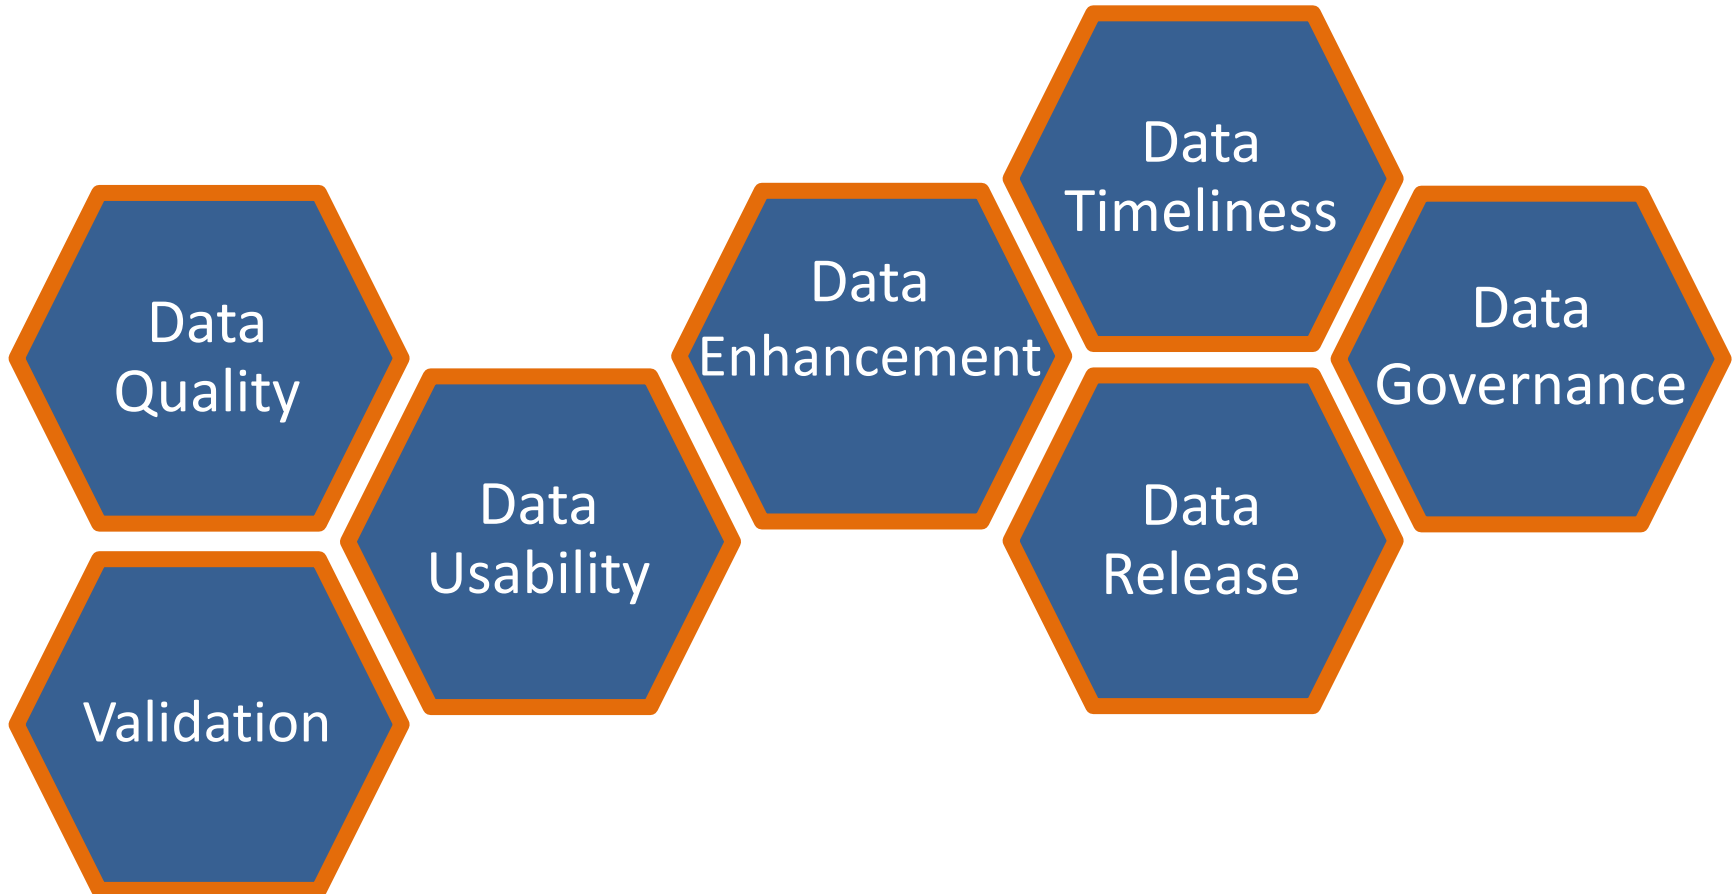 Data
Quality
Validation
Data
Usability
Data
Enhancement
Data
Timeliness
Data
Release
Data
Governance